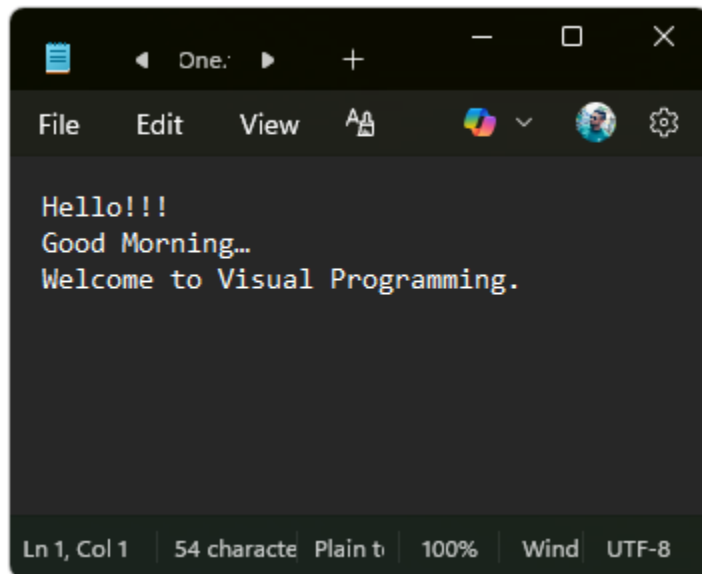 One.
File Edit View
Hello!!!
Good Morning…
Welcome to Visual Programming.
Ln 1, Col 1 54 characte Plain t 100% Wind UTF-8